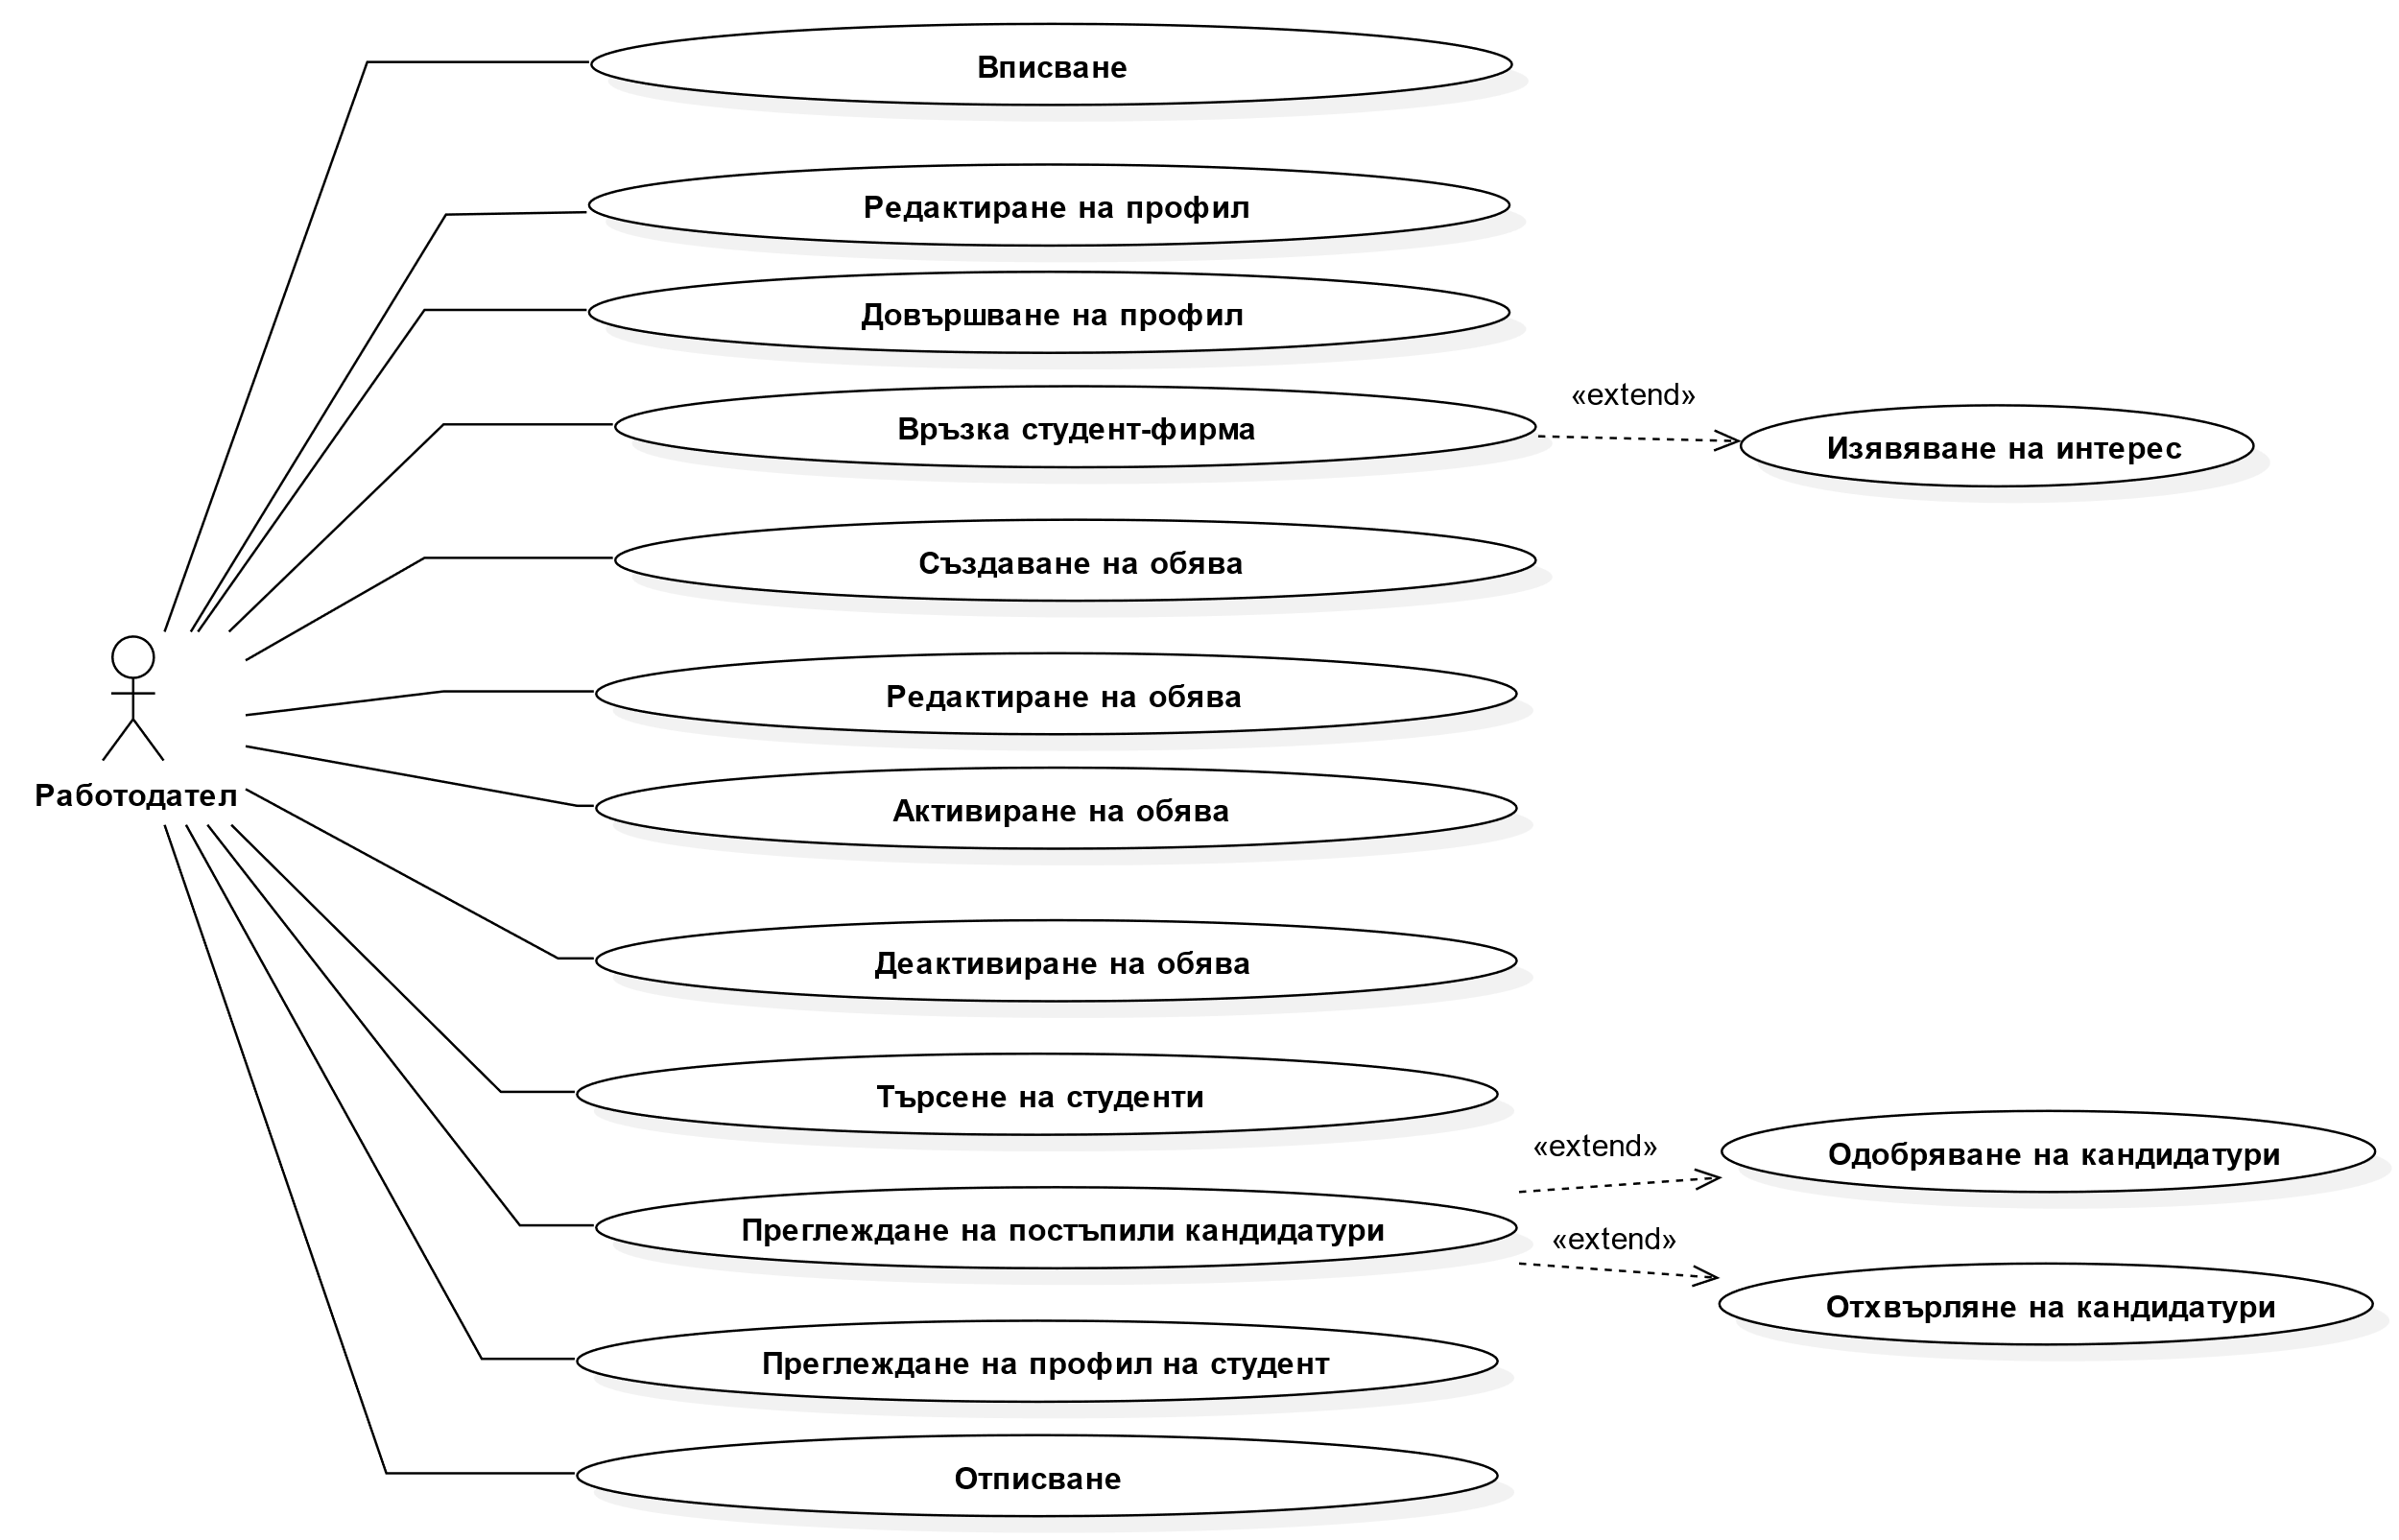 Вписване
Редактиране на профил
Довършване на профил
«extend»
Връзка студент-фирма
Изявяване на интерес
Създаване на обява
Редактиране на обява
Работодател
Активиране на обява
Деактивиране на обява
Търсене на студенти
«extend»
Одобряване на кандидатури
Преглеждане на постъпили кандидатури
«extend»
Отхвърляне на кандидатури
Преглеждане на профил на студент
Отписване